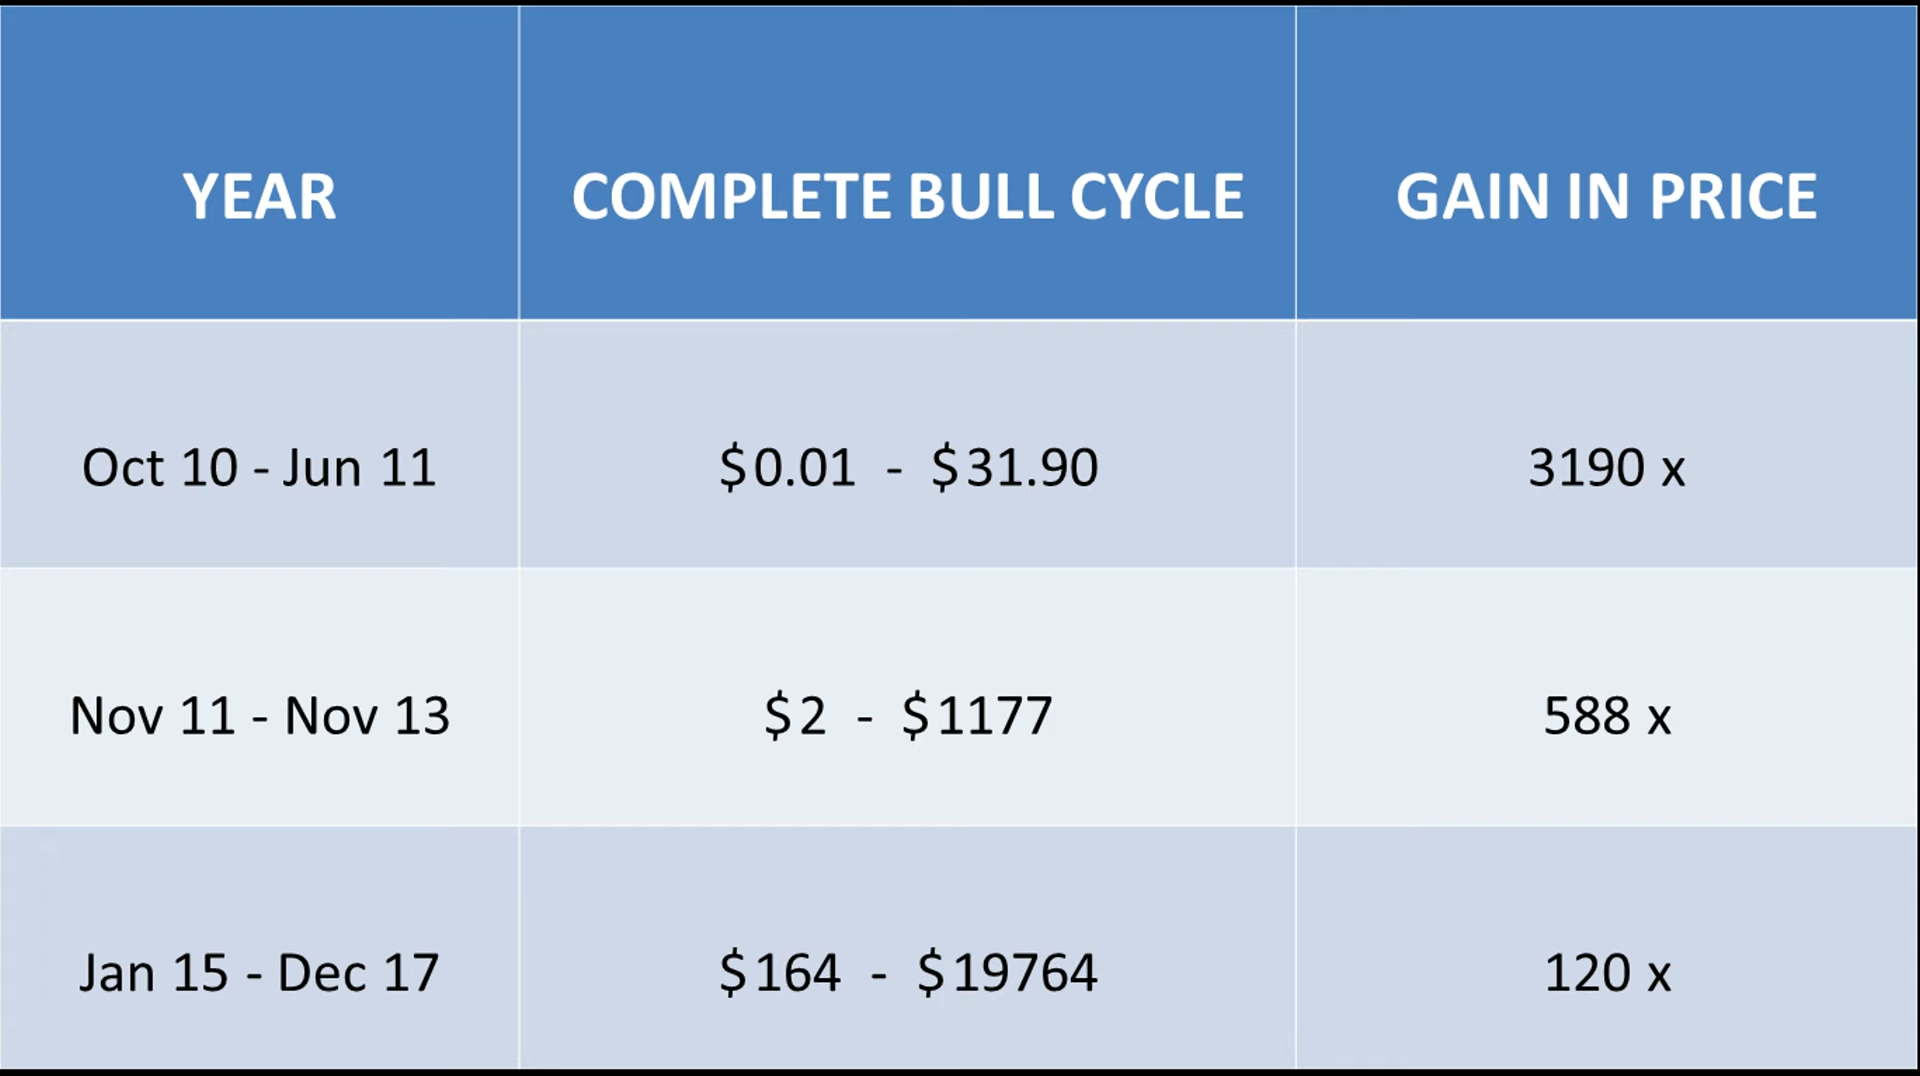 YEAR COMPLETE BULL CYCLE GAIN IN PRICE
Oct 10 - Jun 11 $0.01 - $31.90 3190 x
Nov 11 - Nov 13 $2 - $1177 588 x
Jan 15 - Dec 17 $164 - $19764 120 x